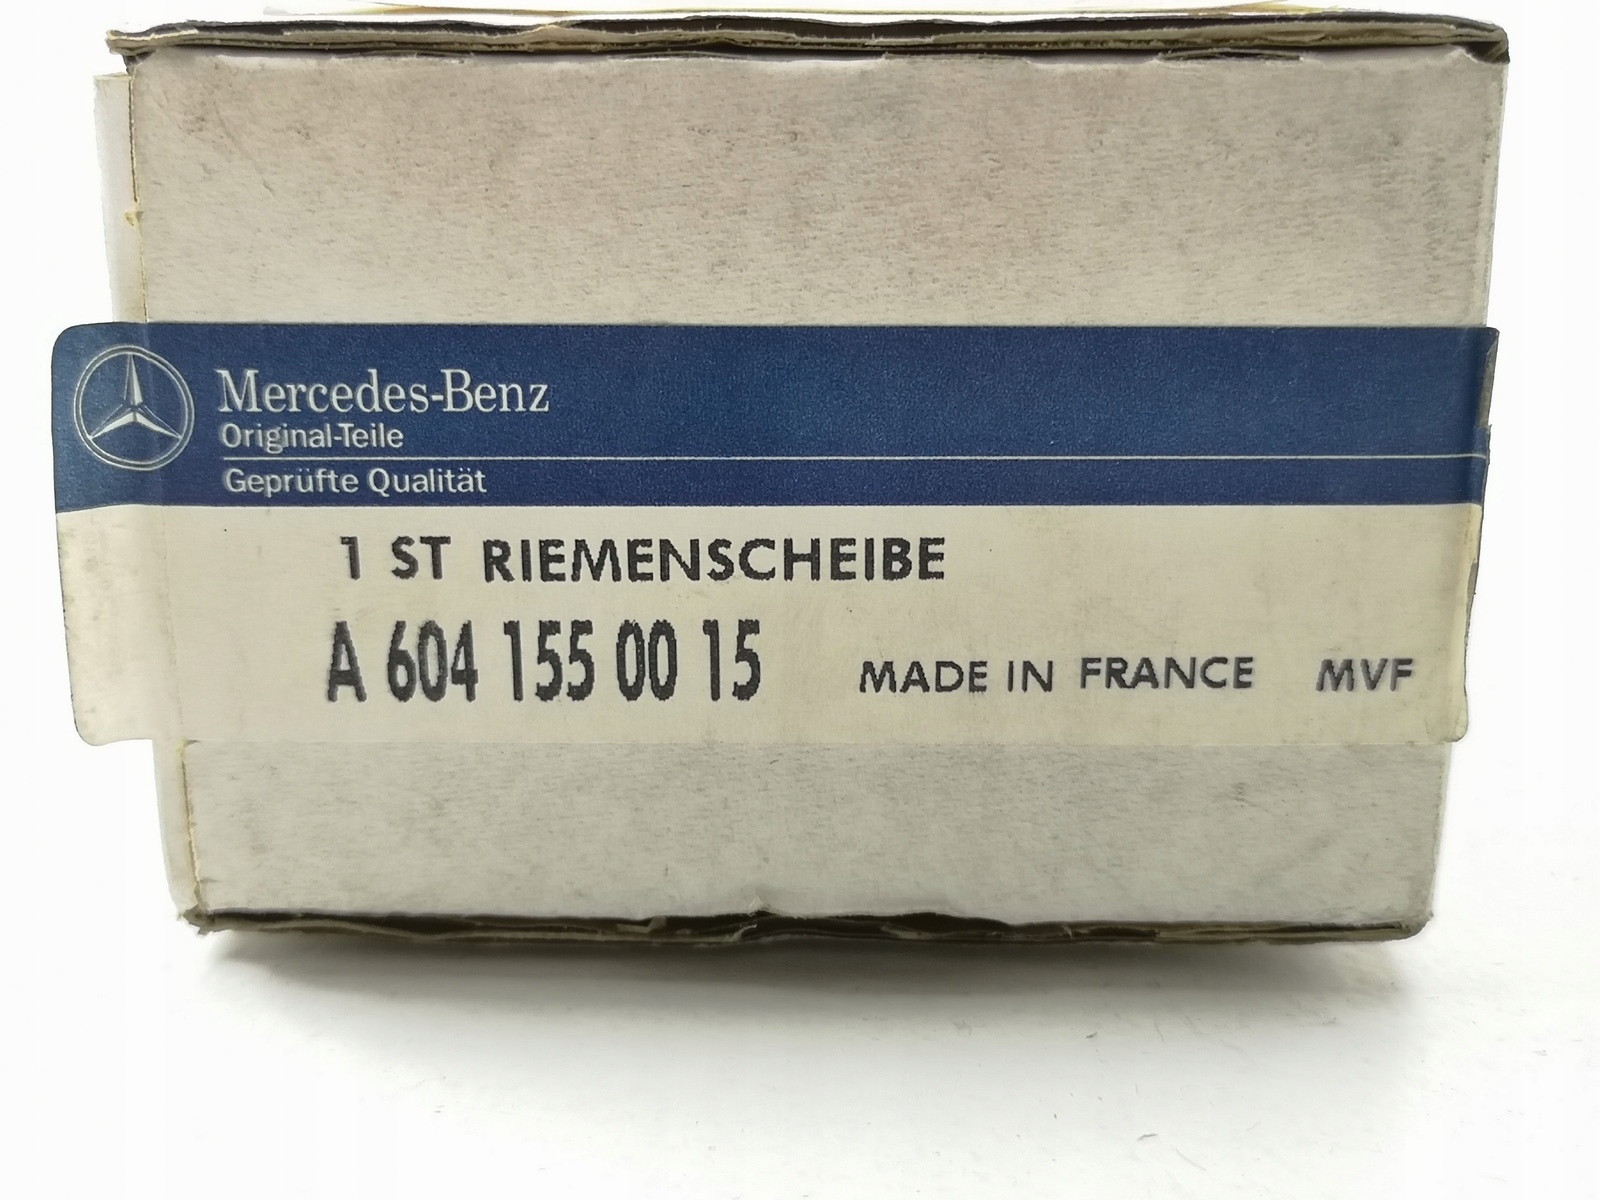 Mercedes-Benz
Original-Teile
Geprüfte Qualität
1 ST RIEMENSCHEIBE
A 604 155 00 15 MADE IN FRANCE MVF